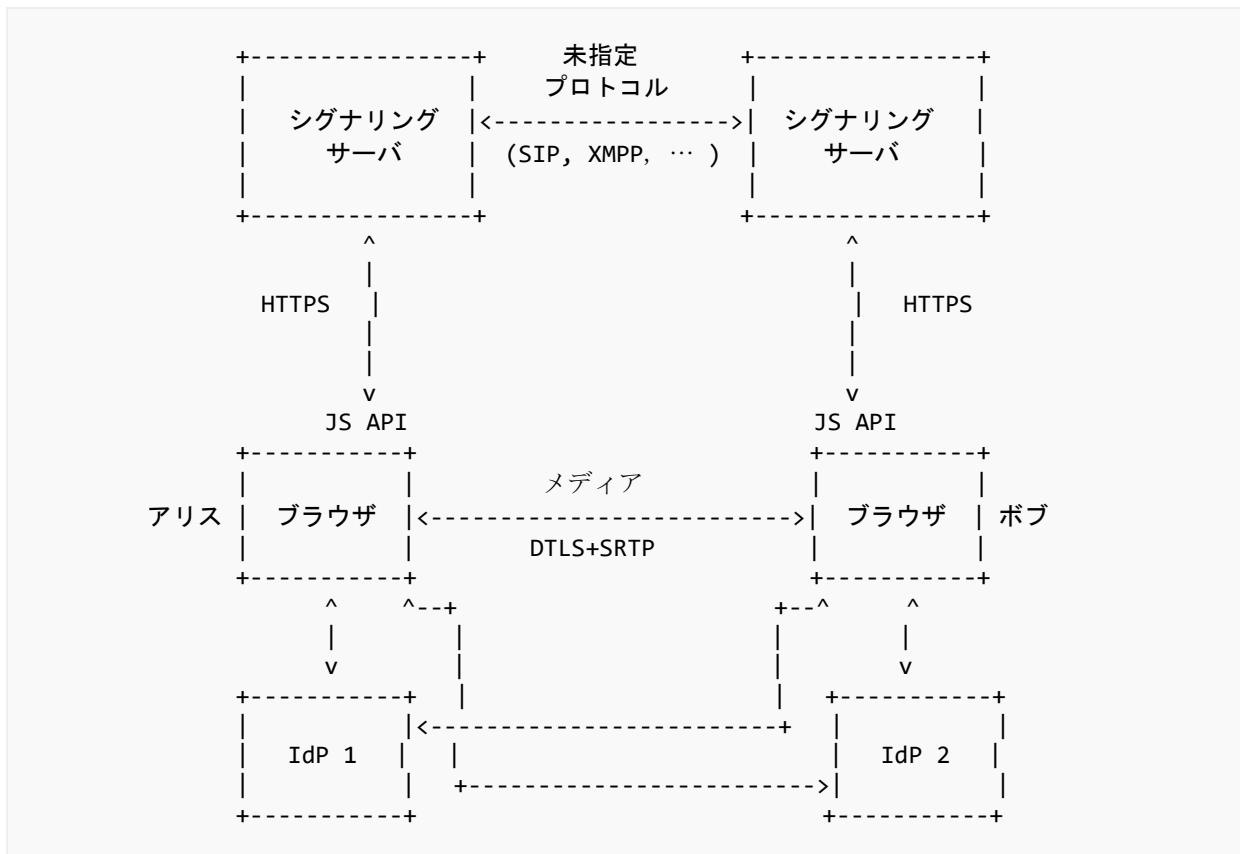 未指定
プロトコル
シグナリング
サーバ
(SIP, XMPP, … )
シグナリング
サーバ
HTTPS
HTTPS
JS API
JS API
アリス
ブラウザ
メディア
DTLS+SRTP
ブラウザ
ボブ
IdP 1
IdP 2